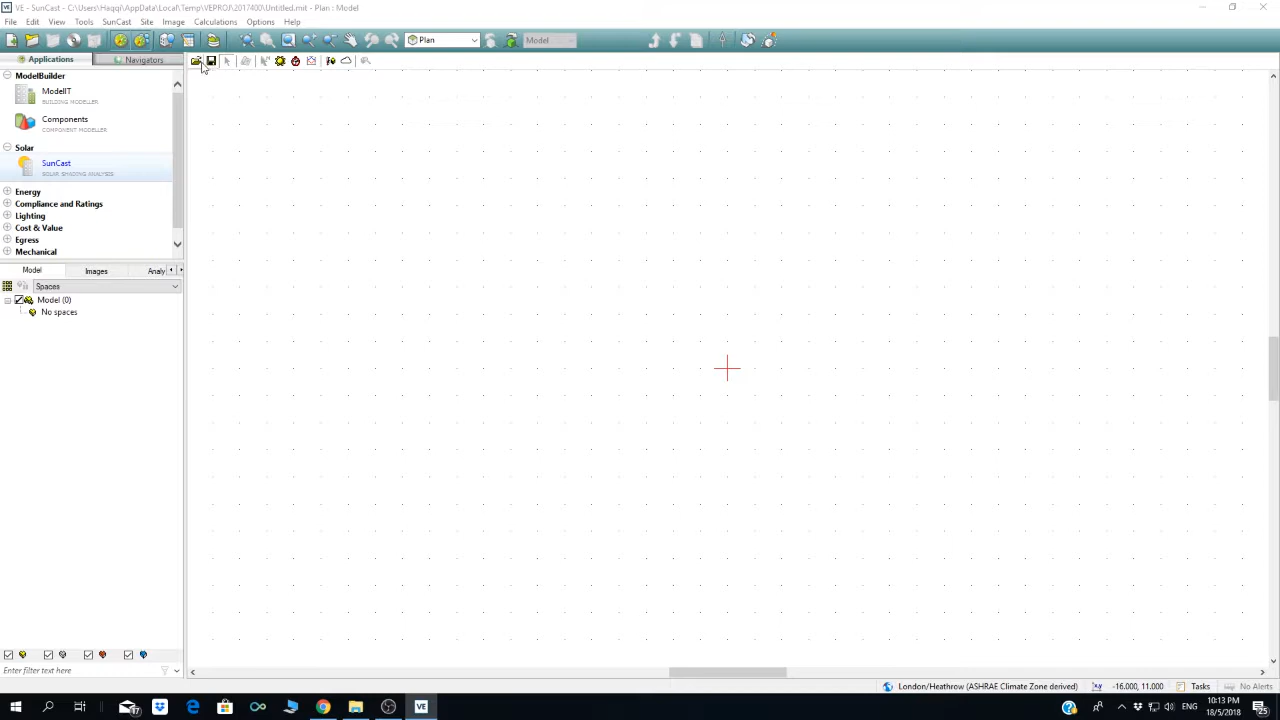 VE - SunCast - C:\Users\Haqqi\AppData\Local\Temp\VEPROJ\2017400\Untitled.mit - Plan : Model
File Edit View Tools SunCast Site Image Calculations Options Help
Plan Model
Applications Navigators
ModelBuilder
ModelIT
BUILDING MODELLER
Components
COMPONENT MODELLER
Solar
SunCast
SOLAR SHADING ANALYSIS
Energy
Compliance and Ratings
Lighting
Cost & Value
Egress
Mechanical
Model Images Analy
Spaces
Model (0)
No spaces
Enter filter text here
London/Heathrow (ASHRAE Climate Zone derived) -16.000, 11.000 Tasks No Alerts
VE
ENG
10:13 PM
18/5/2018
25